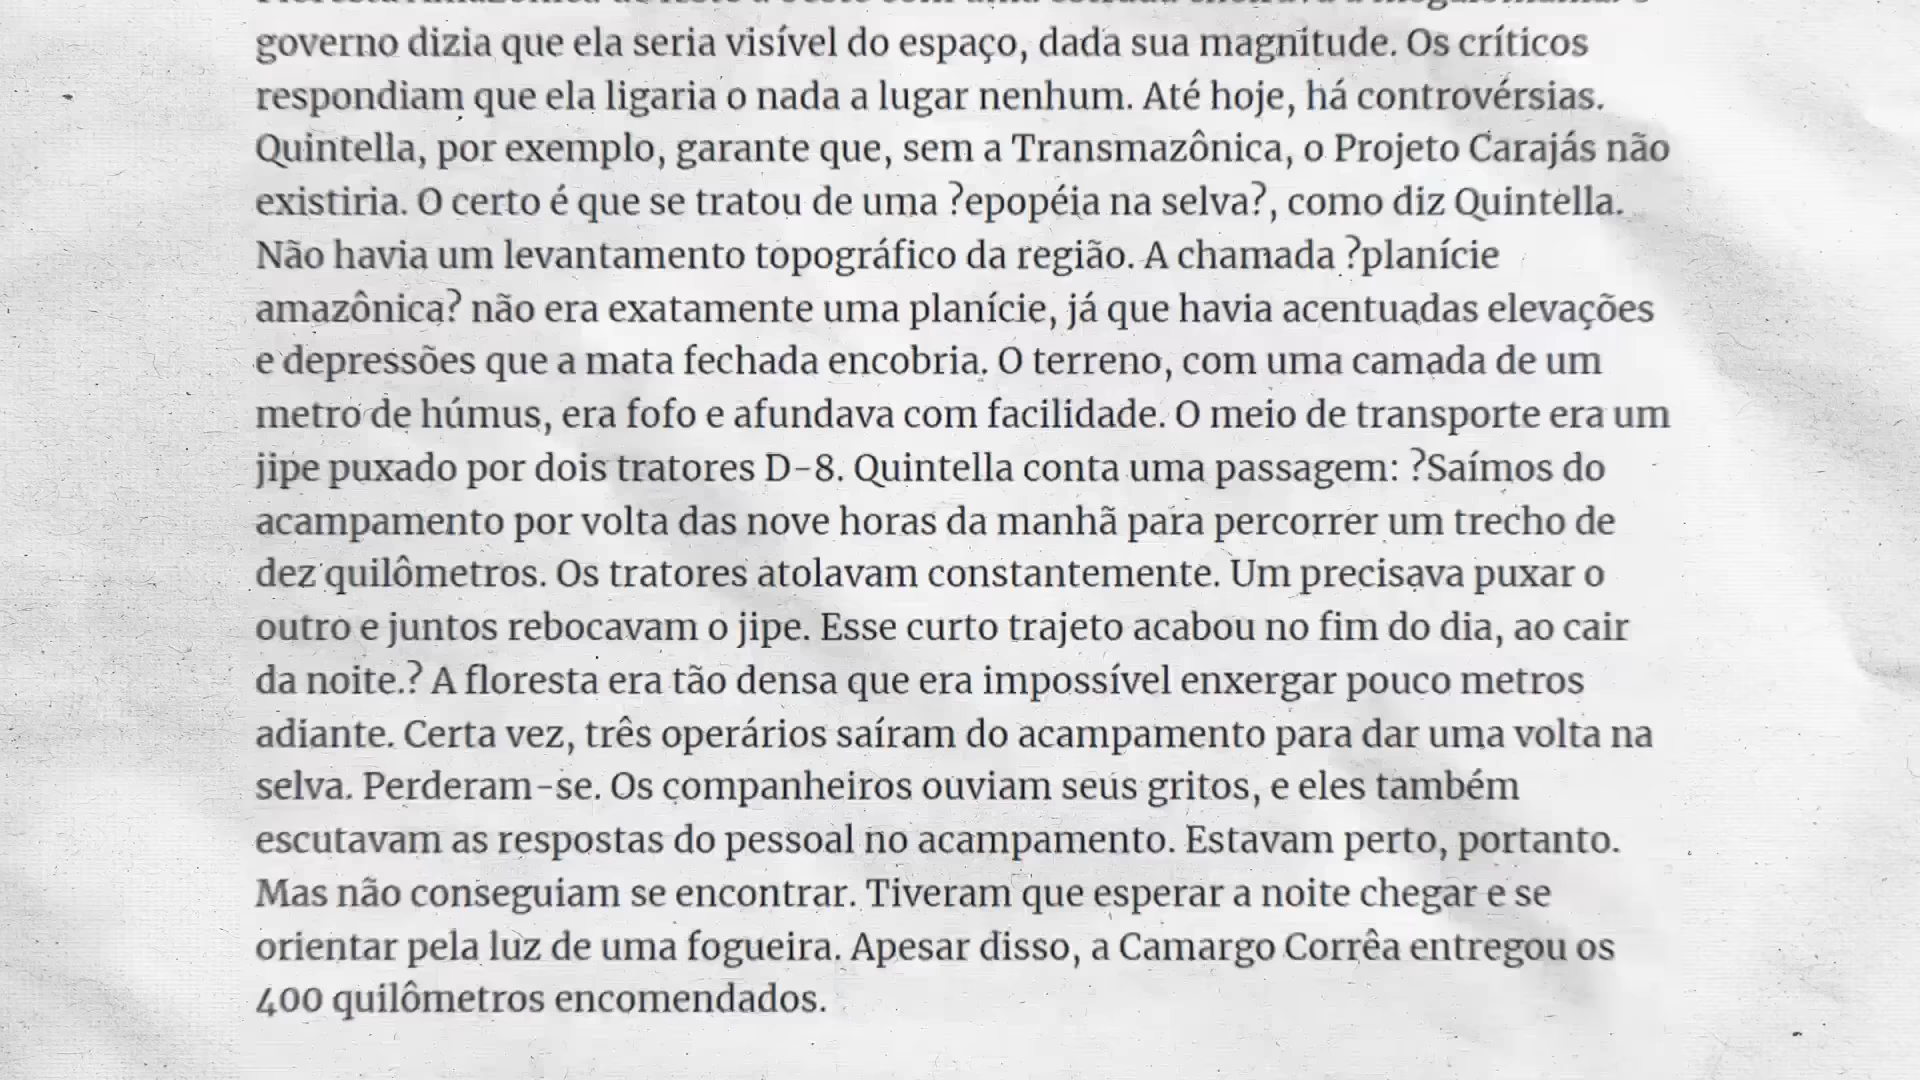 governo dizia que ela seria visível do espaço, dada sua magnitude. Os críticos
respondiam que ela ligaria o nada a lugar nenhum. Até hoje, há controvérsias.
Quintella, por exemplo, garante que, sem a Transmazônica, o Projeto Carajás não
existiria. O certo é que se tratou de uma ?epopéia na selva?, como diz Quintella.
Não havia um levantamento topográfico da região. A chamada ?planície
amazônica? não era exatamente uma planície, já que havia acentuadas elevações
e depressões que a mata fechada encobria. O terreno, com uma camada de um
metro de húmus, era fofo e afundava com facilidade. O meio de transporte era um
jipe puxado por dois tratores D-8. Quintella conta uma passagem: ?Saímos do
acampamento por volta das nove horas da manhã para percorrer um trecho de
dez quilômetros. Os tratores atolavam constantemente. Um precisava puxar o
outro e juntos rebocavam o jipe. Esse curto trajeto acabou no fim do dia, ao cair
da noite.? A floresta era tão densa que era impossível enxergar pouco metros
adiante. Certa vez, três operários saíram do acampamento para dar uma volta na
selva. Perderam-se. Os companheiros ouviam seus gritos, e eles também
escutavam as respostas do pessoal no acampamento. Estavam perto, portanto.
Mas não conseguiam se encontrar. Tiveram que esperar a noite chegar e se
orientar pela luz de uma fogueira. Apesar disso, a Camargo Corrêa entregou os
400 quilômetros encomendados.